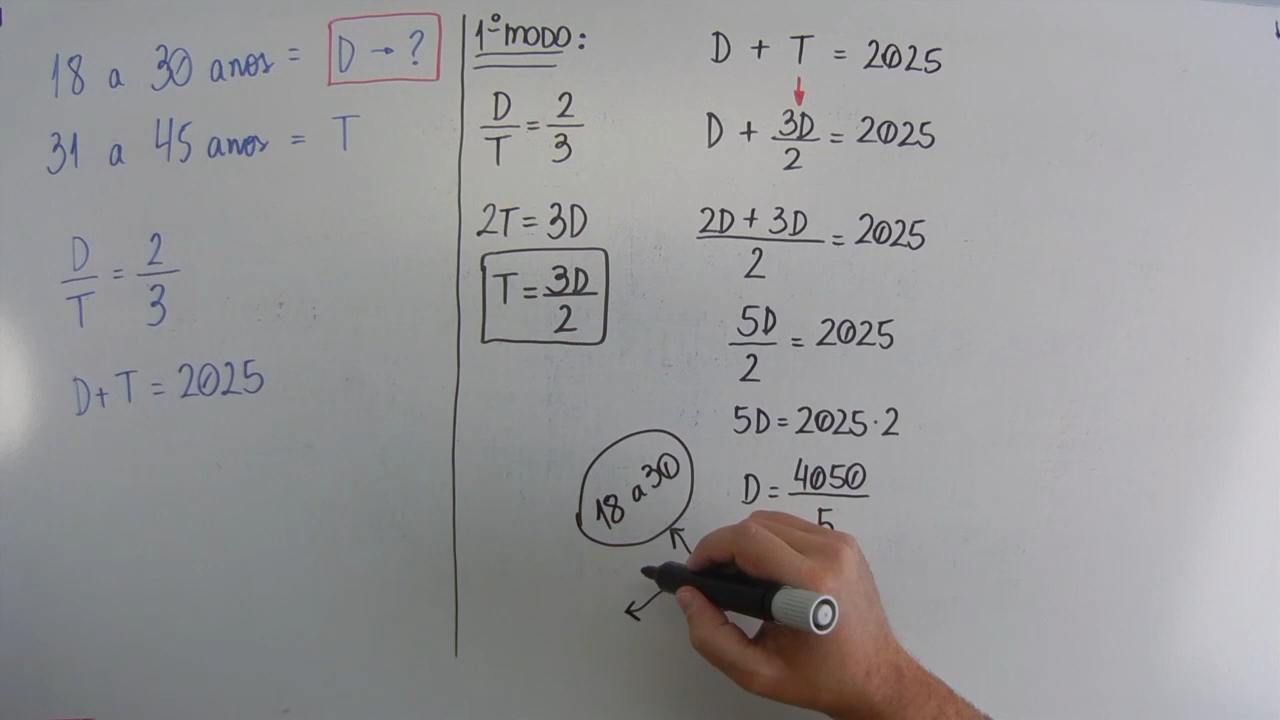 18 a 30 anos = D → ?
31 a 45 anos = T
D/T = 2/3
D + T = 2025
1º MODO:
D/T = 2/3
2T = 3D
T = 3D/2
D + T = 2025
D + 3D/2 = 2025
(2D + 3D)/2 = 2025
5D/2 = 2025
5D = 2025 · 2
D = 4050/5
18 a 30